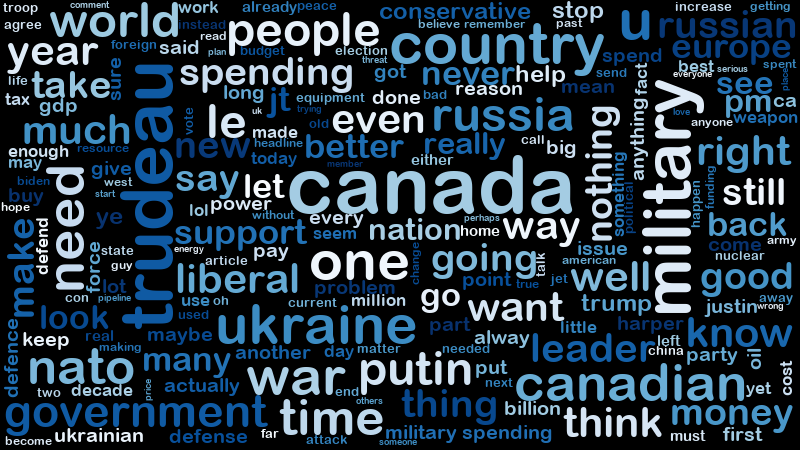 troop comment work already peace conservative stop increase getting
agree world instead people believe remember past u russian
year said foreign read plan budget election threat country spend europe
take sure spending got never help send best serious spent
life tax gdp long jt equipment done bad reason mean fact everyone see place
much vote le uk trying even russia nothing anything love pm ca weapon
enough resource new made old headline better really call big anyone right
may give today member either something political
biden west say let canada still
buy start power without every perhaps home way happen funding
hope ye lol support seem nation back
need trudeau military
make defend force state energy article pay one change going talk issue come army
guy liberal problem point true jet american well nuclear good
lot pipeline use oh current million go want trump justin away wrong
con used
look real maybe ukraine part alway little harper know
keep making needed leader left china party
defence nato many another day matter put oil
two decade price actually war end putin next canadian yet cost
government time others thing billion think money
become ukrainian defense far attack someone military spending must first